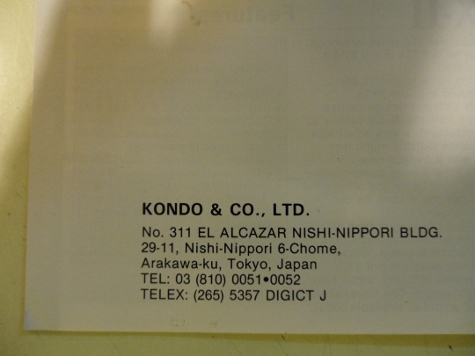 Features
KONDO & CO., LTD.
No. 311 EL ALCAZAR NISHI-NIPPORI BLDG.
29-11, Nishi-Nippori 6-Chome,
Arakawa-ku, Tokyo, Japan
TEL: 03 (810) 0051•0052
TELEX: (265) 5357 DIGICT J